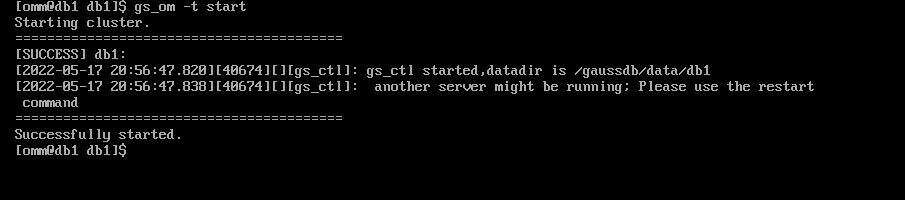 [omm@db1 db1]$ gs_om -t start
Starting cluster.
=========================================
[SUCCESS] db1:
[2022-05-17 20:56:47.820][40674][][gs_ctl]: gs_ctl started,datadir is /gaussdb/data/db1
[2022-05-17 20:56:47.838][40674][][gs_ctl]:  another server might be running; Please use the restart
 command
=========================================
Successfully started.
[omm@db1 db1]$